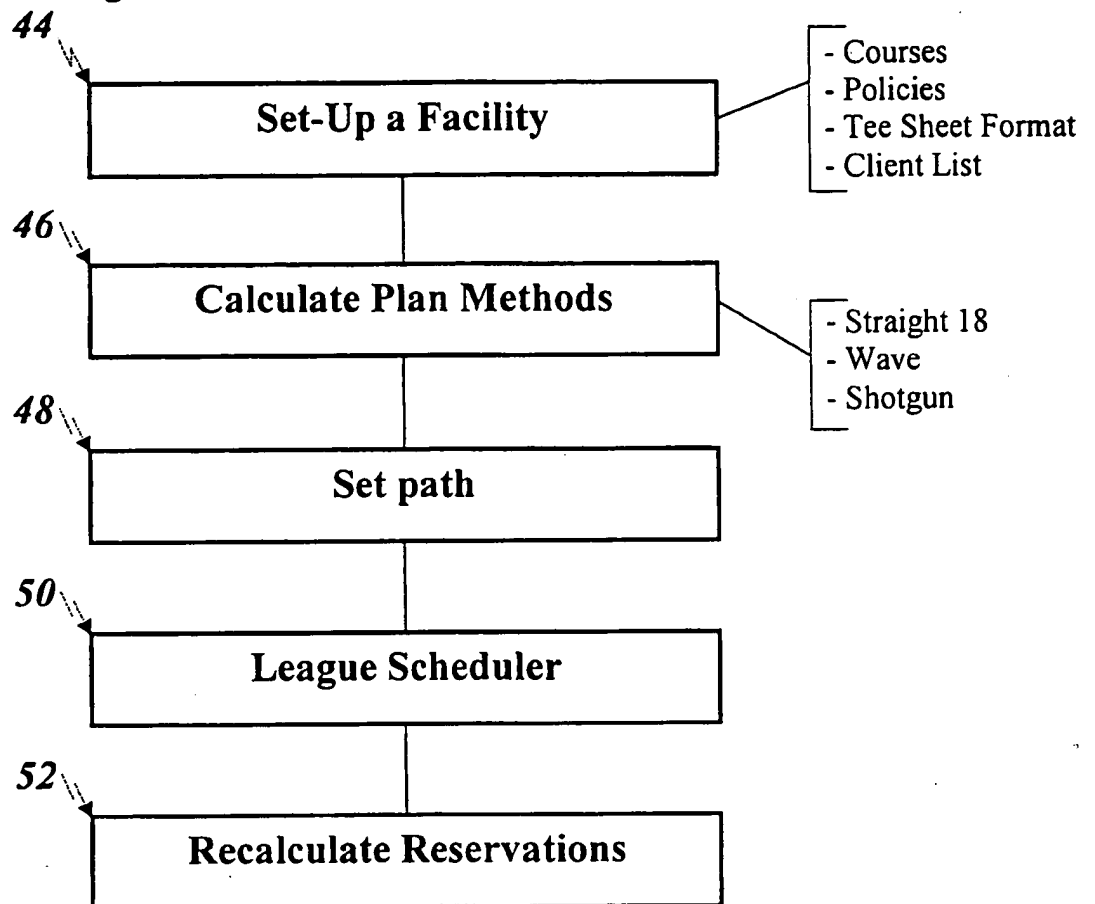 44
Set-Up a Facility
- Courses
- Policies
- Tee Sheet Format
- Client List
46
Calculate Plan Methods
- Straight 18
- Wave
- Shotgun
48
Set path
50
League Scheduler
52
Recalculate Reservations